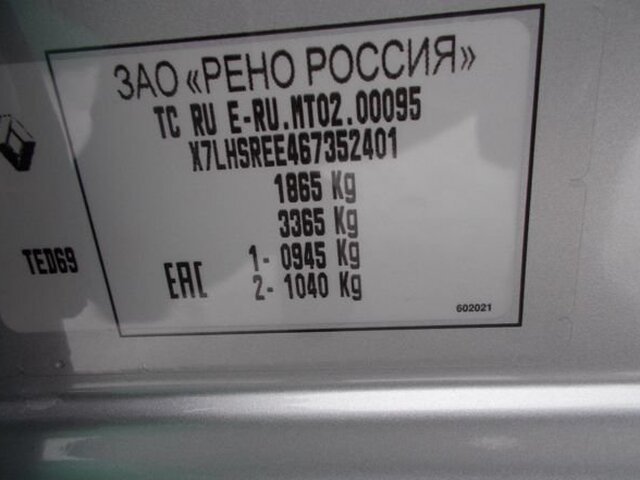 ЗАО «РЕНО РОССИЯ»
TC RU E-RU.MT02.00095
X7LHSREE467352401
1865 Kg
3365 Kg
1- 0945 Kg
2- 1040 Kg
TED69
EAC
602021